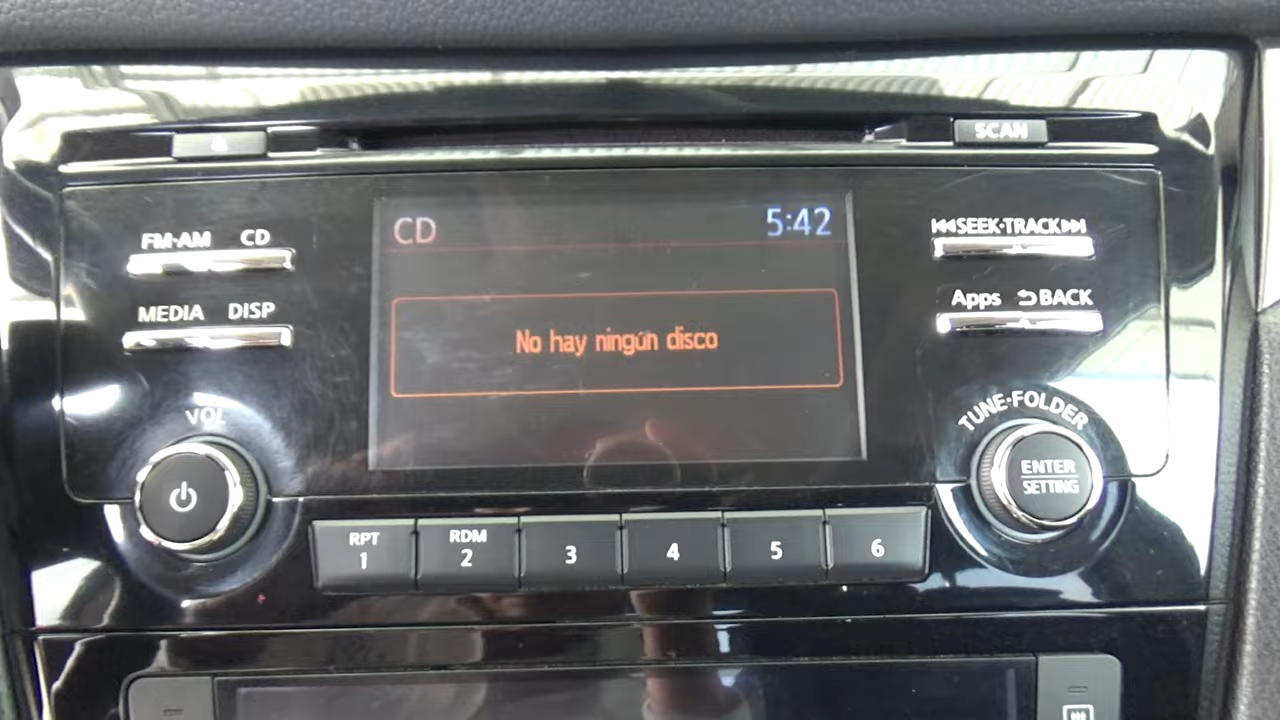 SCAN
FM·AM CD
MEDIA DISP
VOL
CD 5:42
No hay ningún disco
SEEK·TRACK
Apps BACK
TUNE·FOLDER
ENTER
SETTING
RPT
1
RDM
2
3
4
5
6